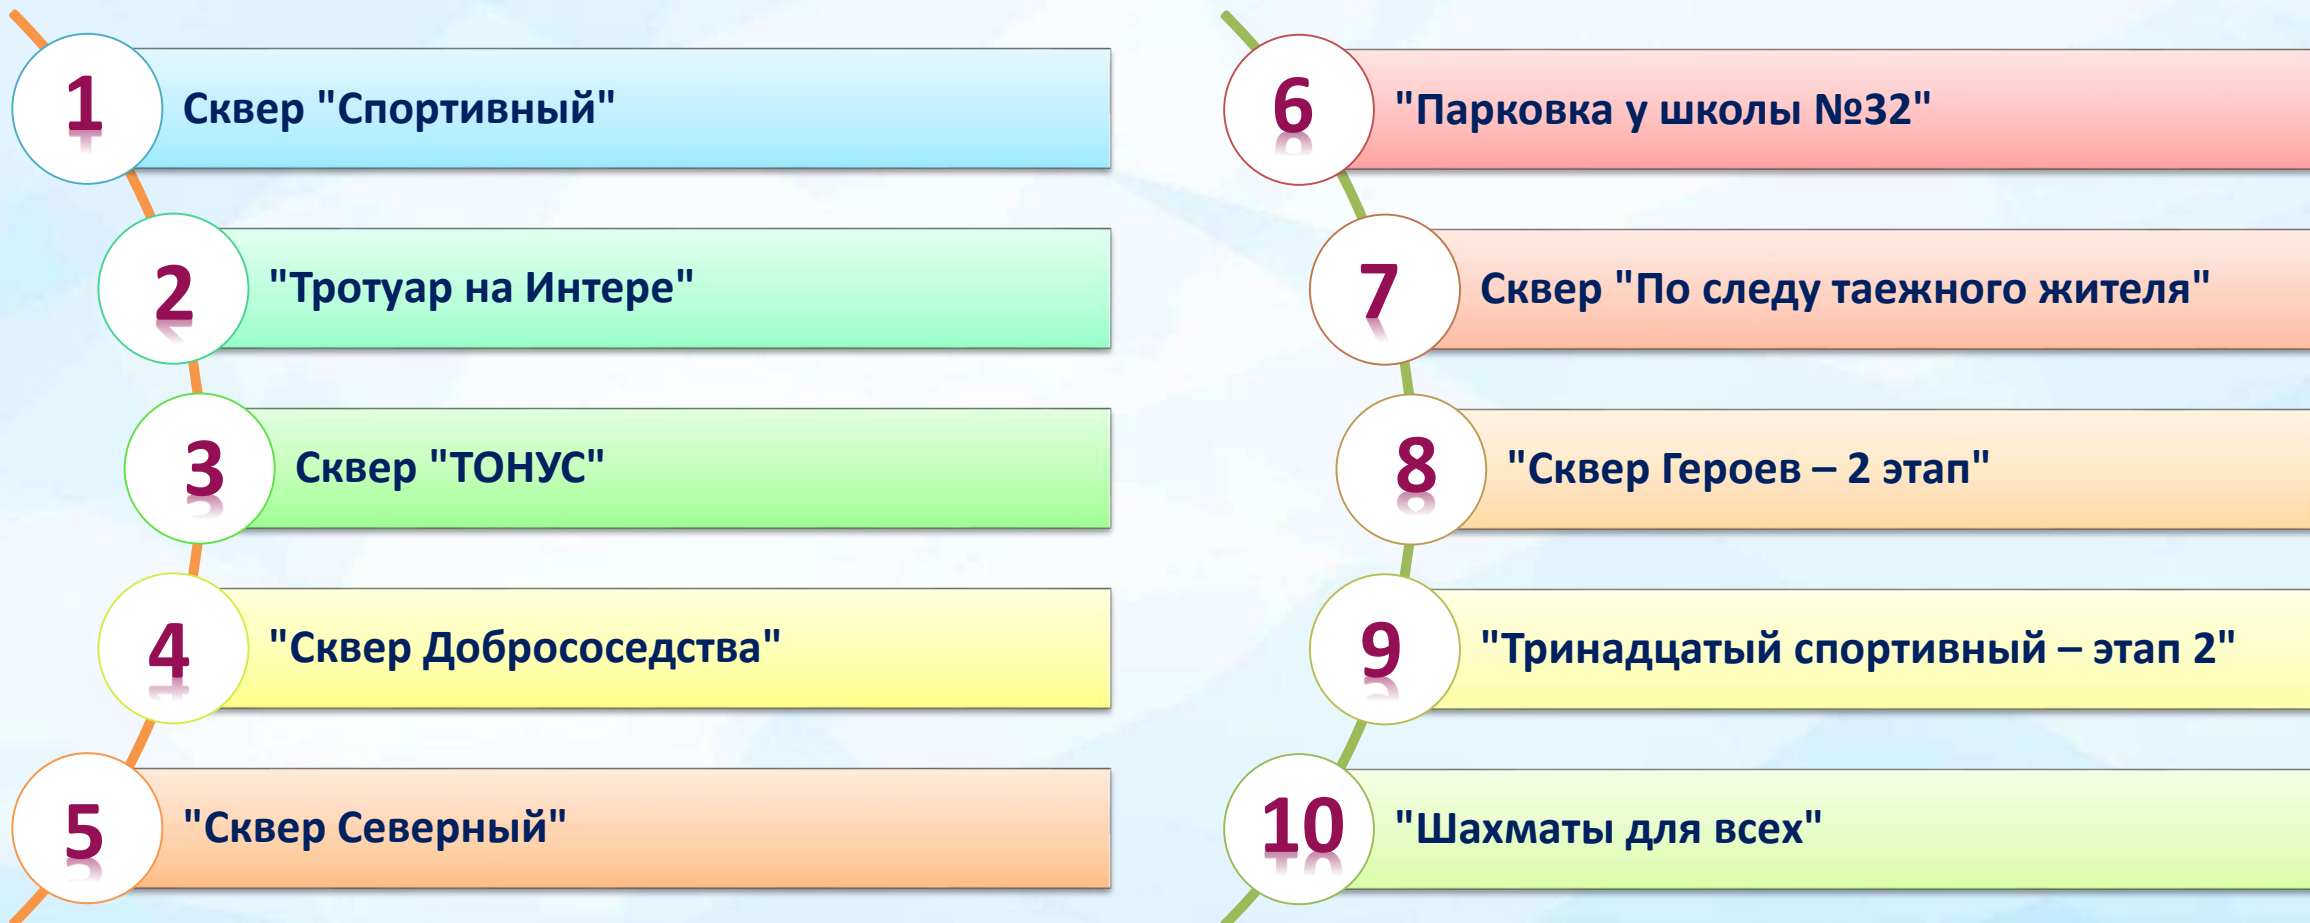 1 Сквер "Спортивный"
2 "Тротуар на Интере"
3 Сквер "ТОНУС"
4 "Сквер Добрососедства"
5 "Сквер Северный"
6 "Парковка у школы №32"
7 Сквер "По следу таежного жителя"
8 "Сквер Героев – 2 этап"
9 "Тринадцатый спортивный – этап 2"
10 "Шахматы для всех"